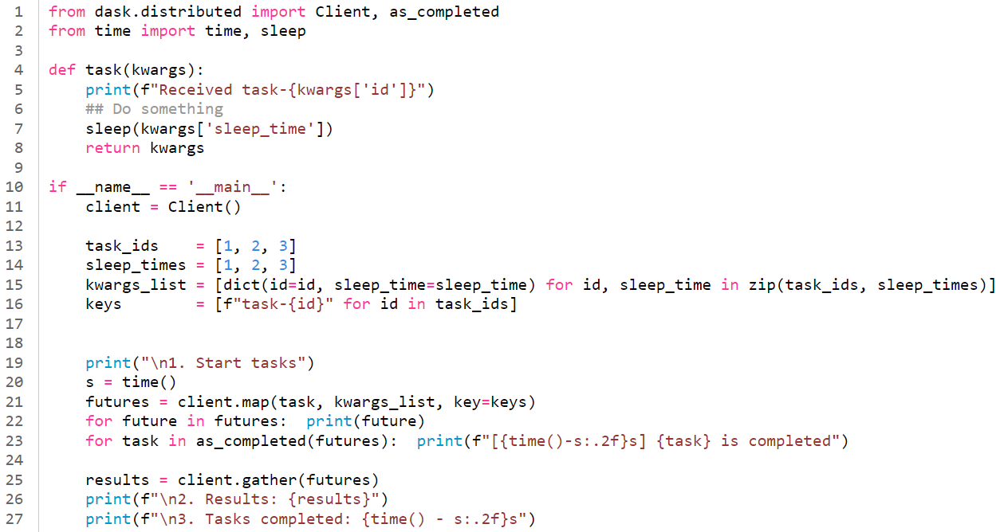 1 from dask.distributed import Client, as_completed
2 from time import time, sleep
3
4 def task(kwargs):
5     print(f"Received task-{kwargs['id']}")
6     ## Do something
7     sleep(kwargs['sleep_time'])
8     return kwargs
9
10 if __name__ == '__main__':
11     client = Client()
12
13     task_ids    = [1, 2, 3]
14     sleep_times = [1, 2, 3]
15     kwargs_list = [dict(id=id, sleep_time=sleep_time) for id, sleep_time in zip(task_ids, sleep_times)]
16     keys        = [f"task-{id}" for id in task_ids]
17
18
19     print("\n1. Start tasks")
20     s = time()
21     futures = client.map(task, kwargs_list, key=keys)
22     for future in futures:  print(future)
23     for task in as_completed(futures):  print(f"[{time()-s:.2f}s] {task} is completed")
24
25     results = client.gather(futures)
26     print(f"\n2. Results: {results}")
27     print(f"\n3. Tasks completed: {time() - s:.2f}s")